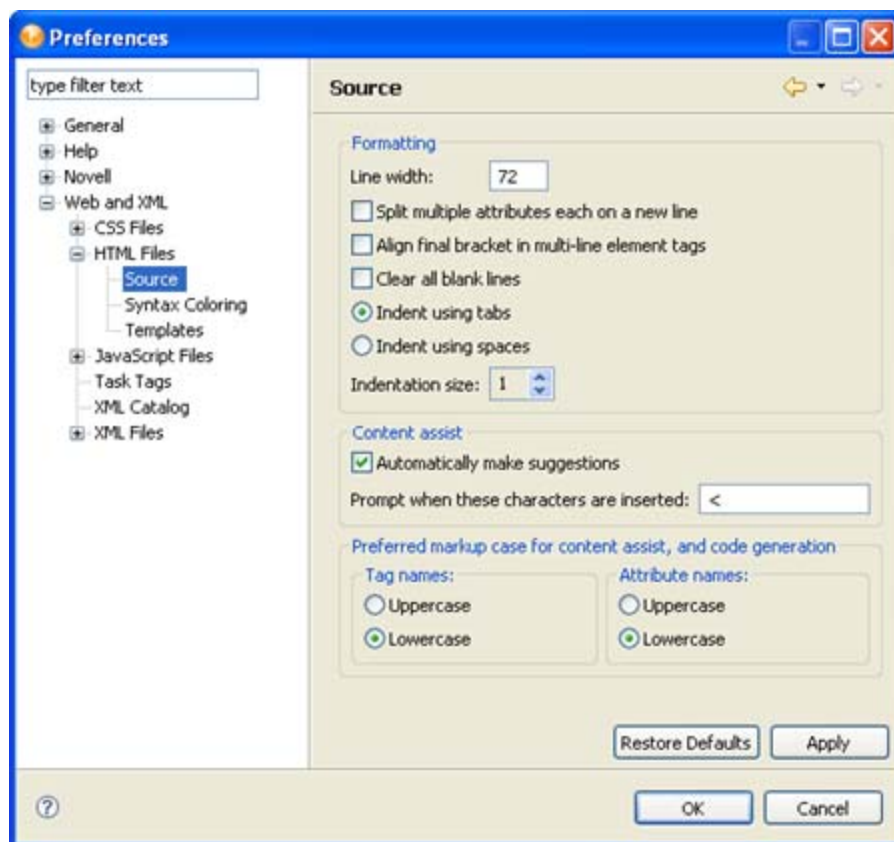 Preferences
type filter text
General
Help
Novell
Web and XML
CSS Files
HTML Files
Source
Syntax Coloring
Templates
JavaScript Files
Task Tags
XML Catalog
XML Files
Source
Formatting
Line width: 72
Split multiple attributes each on a new line
Align final bracket in multi-line element tags
Clear all blank lines
Indent using tabs
Indent using spaces
Indentation size: 1
Content assist
Automatically make suggestions
Prompt when these characters are inserted: <
Preferred markup case for content assist, and code generation
Tag names: Attribute names:
Uppercase Uppercase
Lowercase Lowercase
Restore Defaults Apply
? OK Cancel